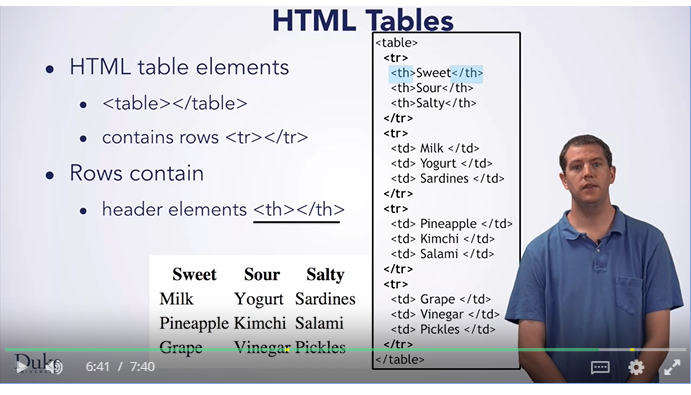 HTML Tables
• HTML table elements
• <table></table>
• contains rows <tr></tr>
• Rows contain
• header elements <th></th>
<table>
<tr>
<th>Sweet</th>
<th>Sour</th>
<th>Salty</th>
</tr>
<tr>
<td> Milk </td>
<td> Yogurt </td>
<td> Sardines </td>
</tr>
<tr>
<td> Pineapple </td>
<td> Kimchi </td>
<td> Salami </td>
</tr>
<tr>
<td> Grape </td>
<td> Vinegar </td>
<td> Pickles </td>
</tr>
</table>
Sweet Sour Salty
Milk Yogurt Sardines
Pineapple Kimchi Salami
Grape Vinegar Pickles
Duke
6:41 / 7:40